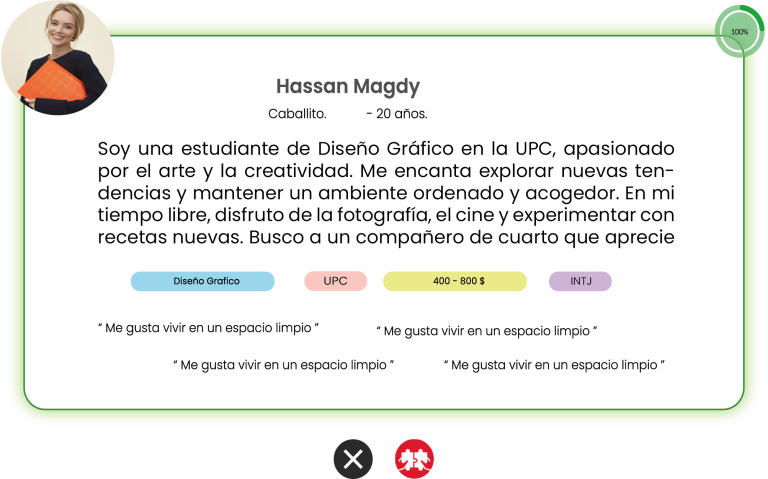 100%
Hassan Magdy
Caballito. - 20 años.
Soy una estudiante de Diseño Gráfico en la UPC, apasionado
por el arte y la creatividad. Me encanta explorar nuevas ten-
dencias y mantener un ambiente ordenado y acogedor. En mi
tiempo libre, disfruto de la fotografía, el cine y experimentar con
recetas nuevas. Busco a un compañero de cuarto que aprecie
Diseño Grafico UPC 400 - 800 $ INTJ
“ Me gusta vivir en un espacio limpio ” “ Me gusta vivir en un espacio limpio ”
“ Me gusta vivir en un espacio limpio ” “ Me gusta vivir en un espacio limpio ”